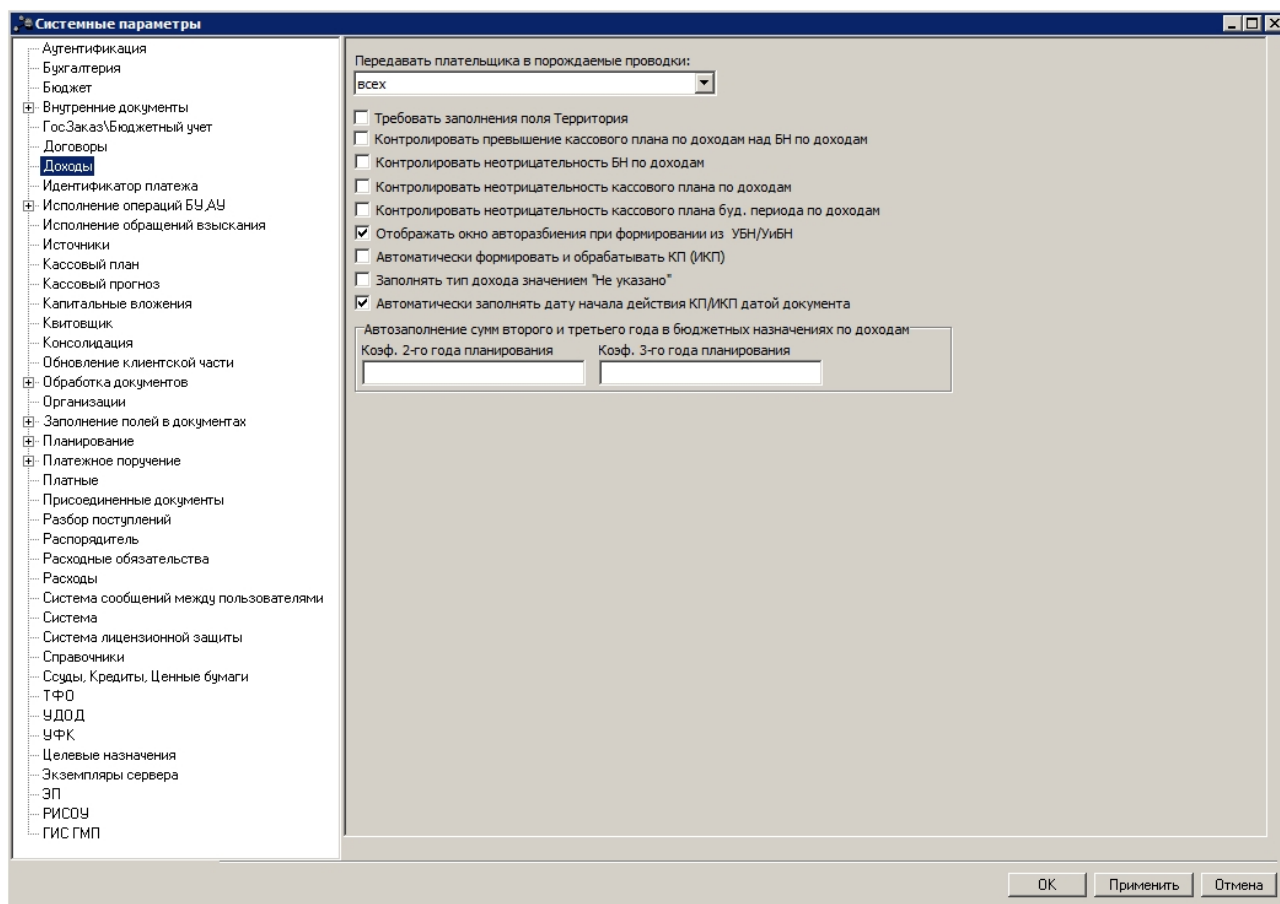 Системные параметры
Аутентификация
Бухгалтерия
Бюджет
Внутренние документы
ГосЗаказ\Бюджетный учет
Договоры
Доходы
Идентификатор платежа
Исполнение операций БУ,АУ
Исполнение обращений взыскания
Источники
Кассовый план
Кассовый прогноз
Капитальные вложения
Квитовщик
Консолидация
Обновление клиентской части
Обработка документов
Организации
Заполнение полей в документах
Планирование
Платежное поручение
Платные
Присоединенные документы
Разбор поступлений
Распорядитель
Расходные обязательства
Расходы
Система сообщений между пользователями
Система
Система лицензионной защиты
Справочники
Ссуды, Кредиты, Ценные бумаги
ТФО
УДОД
УФК
Целевые назначения
Экземпляры сервера
ЭП
РИСОУ
ГИС ГМП
Передавать плательщика в порождаемые проводки:
всех
Требовать заполнения поля Территория
Контролировать превышение кассового плана по доходам над БН по доходам
Контролировать неотрицательность БН по доходам
Контролировать неотрицательность кассового плана по доходам
Контролировать неотрицательность кассового плана буд. периода по доходам
Отображать окно авторазбиения при формировании из УБН/УиБН
Автоматически формировать и обрабатывать КП (ИКП)
Заполнять тип дохода значением "Не указано"
Автоматически заполнять дату начала действия КП/ИКП датой документа
Автозаполнение сумм второго и третьего года в бюджетных назначениях по доходам
Коэф. 2-го года планирования Коэф. 3-го года планирования
OK Применить Отмена